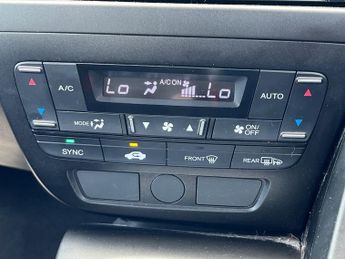 A/C ON
Lo Lo
A/C AUTO
MODE ON/OFF
SYNC FRONT REAR